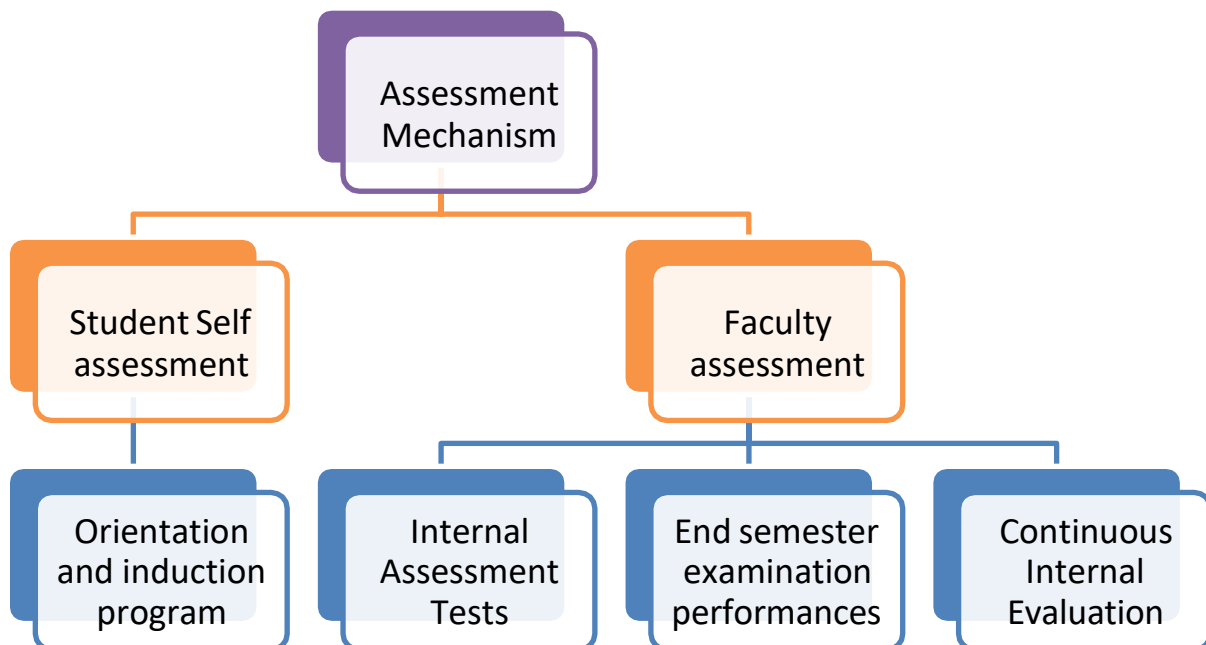 Assessment
Mechanism
Student Self
assessment
Faculty
assessment
Orientation
and induction
program
Internal
Assessment
Tests
End semester
examination
performances
Continuous
Internal
Evaluation